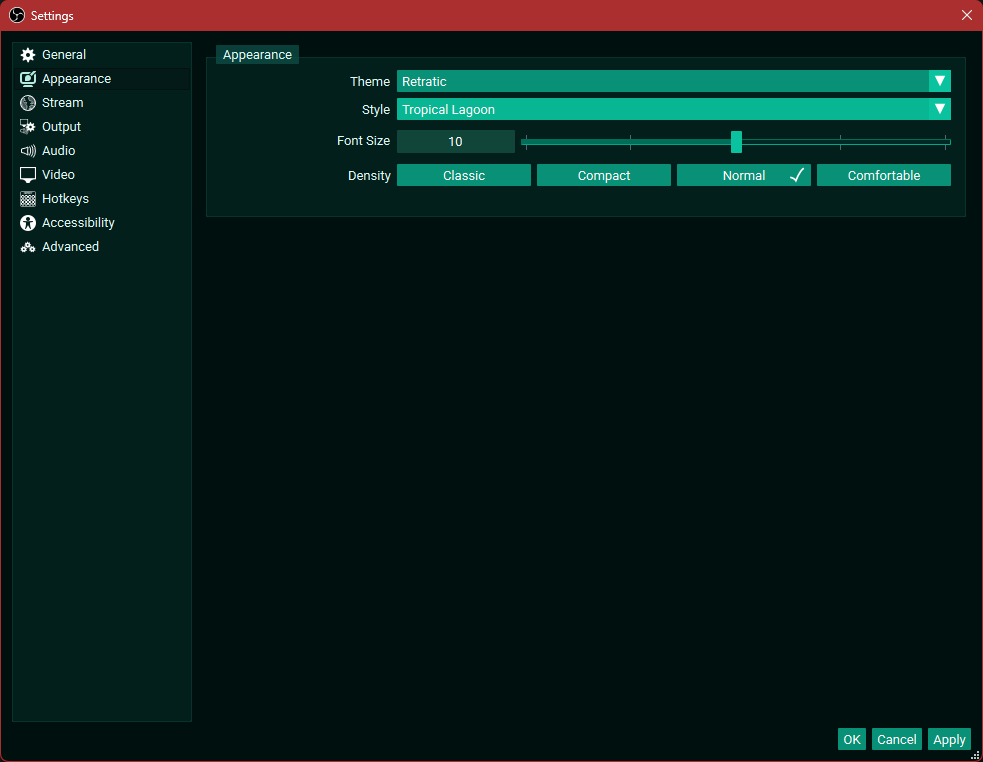 Settings
General
Appearance
Stream
Output
Audio
Video
Hotkeys
Accessibility
Advanced
Appearance
Theme Retratic
Style Tropical Lagoon
Font Size 10
Density Classic Compact Normal Comfortable
OK Cancel Apply